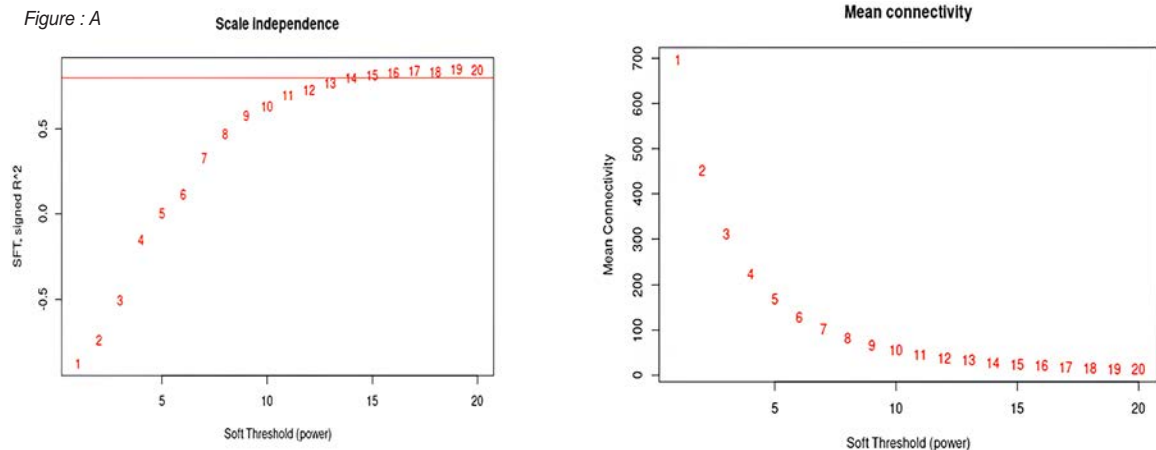 Figure : A
Scale independence
SFT, signed R^2
0.5
0.0
-0.5
1 2 3 4 5 6 7 8 9 10 11 12 13 14 15 16 17 18 19 20
5 10 15 20
Soft Threshold (power)
Mean connectivity
Mean Connectivity
700
600
500
400
300
200
100
0
1 2 3 4 5 6 7 8 9 10 11 12 13 14 15 16 17 18 19 20
5 10 15 20
Soft Threshold (power)